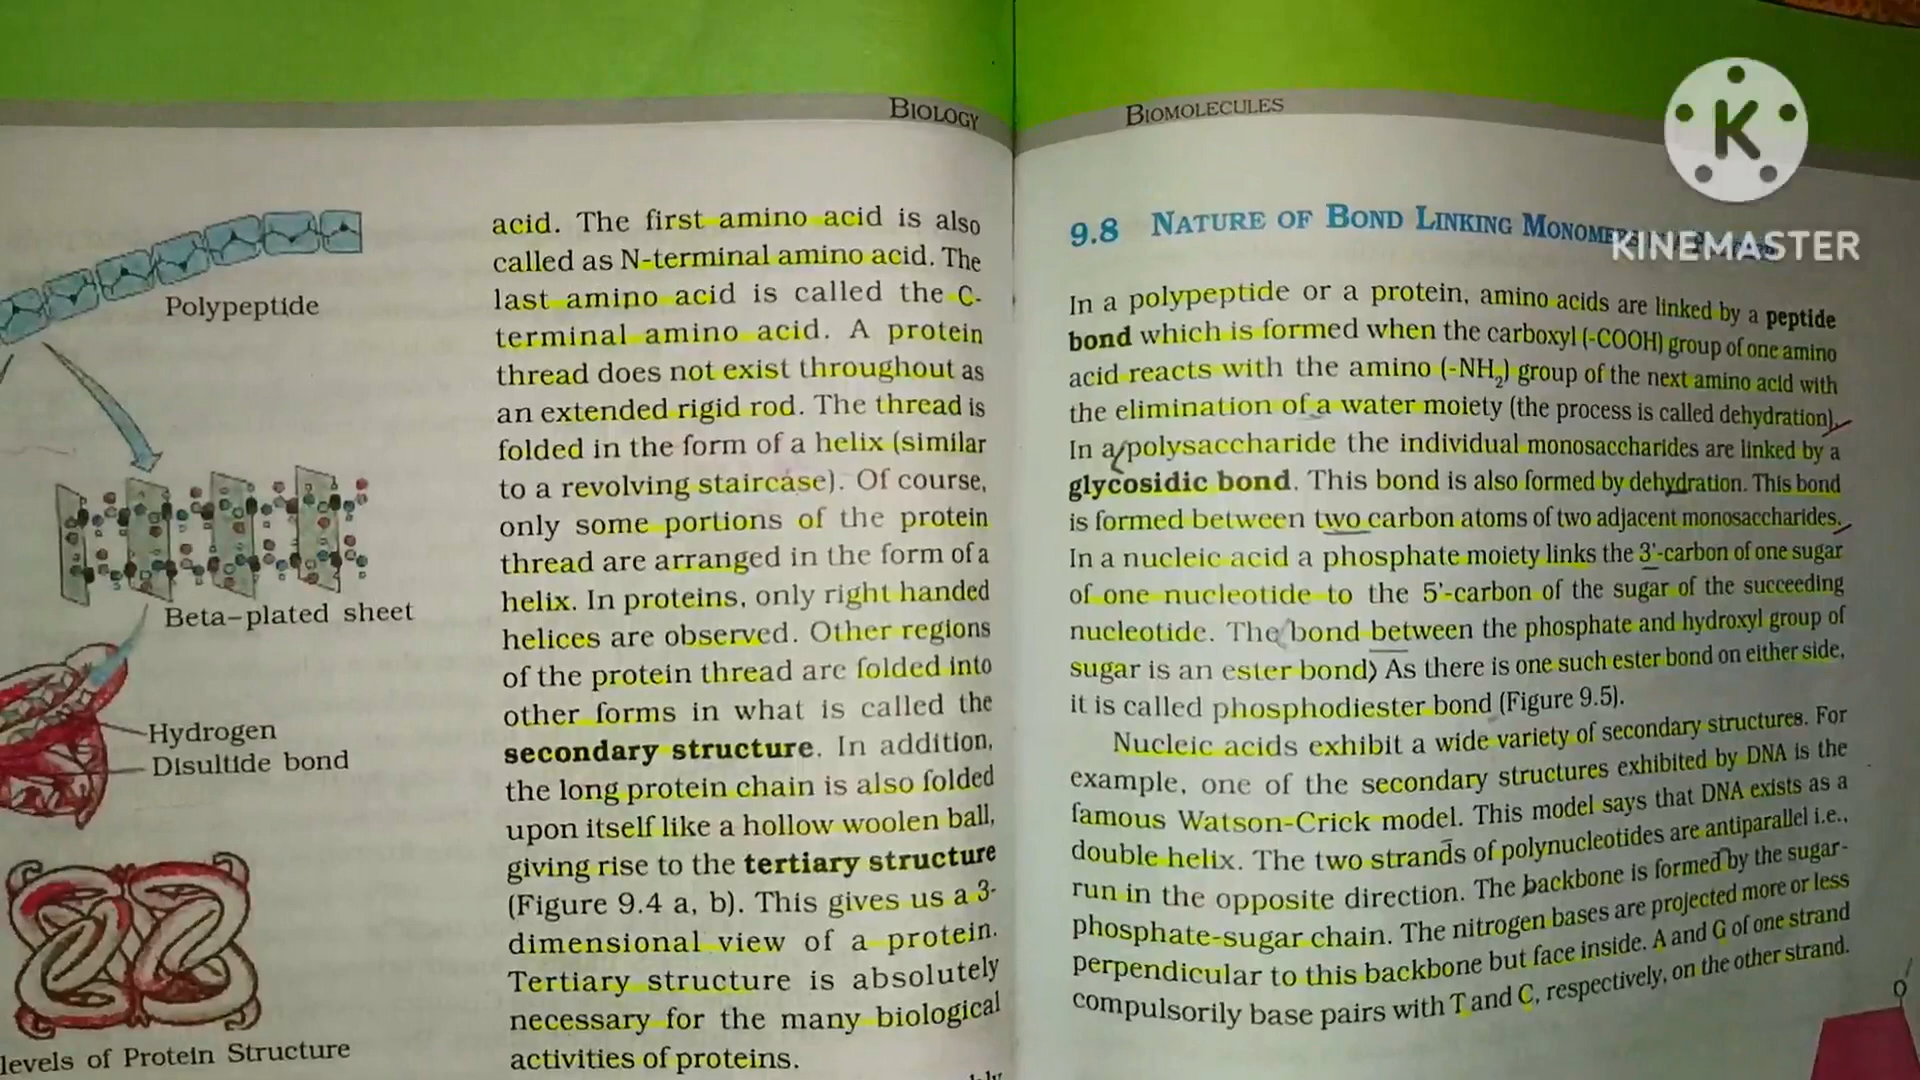 BIOLOGY
Polypeptide
Beta-plated sheet
Hydrogen
Disultide bond
levels of Protein Structure
acid. The first amino acid is also
called as N-terminal amino acid. The
last amino acid is called the C-
terminal amino acid. A protein
thread does not exist throughout as
an extended rigid rod. The thread is
folded in the form of a helix (similar
to a revolving staircase). Of course,
only some portions of the protein
thread are arranged in the form of a
helix. In proteins, only right handed
helices are observed. Other regions
of the protein thread are folded into
other forms in what is called the
secondary structure. In addition,
the long protein chain is also folded
upon itself like a hollow woolen ball,
giving rise to the tertiary structure
(Figure 9.4 a, b). This gives us a 3-
dimensional view of a protein.
Tertiary structure is absolutely
necessary for the many biological
activities of proteins.
BIOMOLECULES
K
KINEMASTER
9.8 NATURE OF BOND LINKING
In a polypeptide or a protein, amino acids are linked by a peptide
bond which is formed when the carboxyl (-COOH) group of one amino
acid reacts with the amino (-NH₂) group of the next amino acid with
the elimination of a water moiety (the process is called dehydration).
In a polysaccharide the individual monosaccharides are linked by a
glycosidic bond. This bond is also formed by dehydration. This bond
is formed between two carbon atoms of two adjacent monosaccharides.
In a nucleic acid a phosphate moiety links the 3'-carbon of one sugar
of one nucleotide to the 5'-carbon of the sugar of the succeeding
nucleotide. The bond between the phosphate and hydroxyl group of
sugar is an ester bond) As there is one such ester bond on either side,
it is called phosphodiester bond (Figure 9.5).
Nucleic acids exhibit a wide variety of secondary structures. For
example, one of the secondary structures exhibited by DNA is the
famous Watson-Crick model. This model says that DNA exists as a
double helix. The two strands of polynucleotides are antiparallel i.e.,
run in the opposite direction. The backbone is formed by the sugar-
phosphate-sugar chain. The nitrogen bases are projected more or less
perpendicular to this backbone but face inside. A and G of one strand
compulsorily base pairs with T and C, respectively, on the other strand.
O